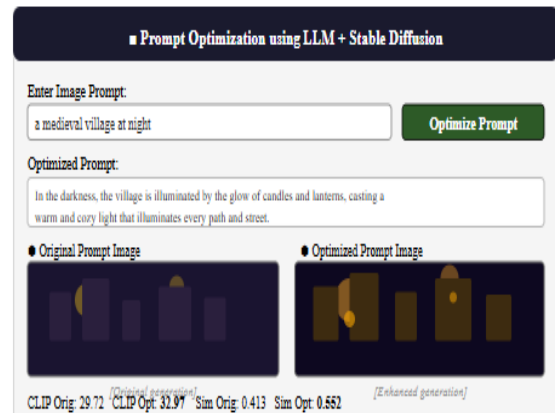 ■ Prompt Optimization using LLM + Stable Diffusion
Enter Image Prompt:
a medieval village at night
Optimize Prompt
Optimized Prompt:
In the darkness, the village is illuminated by the glow of candles and lanterns, casting a
warm and cozy light that illuminates every path and street.
● Original Prompt Image
● Optimized Prompt Image
[Original generation]
[Enhanced generation]
CLIP Orig: 29.72 CLIP Opt: 32.97 Sim Orig: 0.413 Sim Opt: 0.552